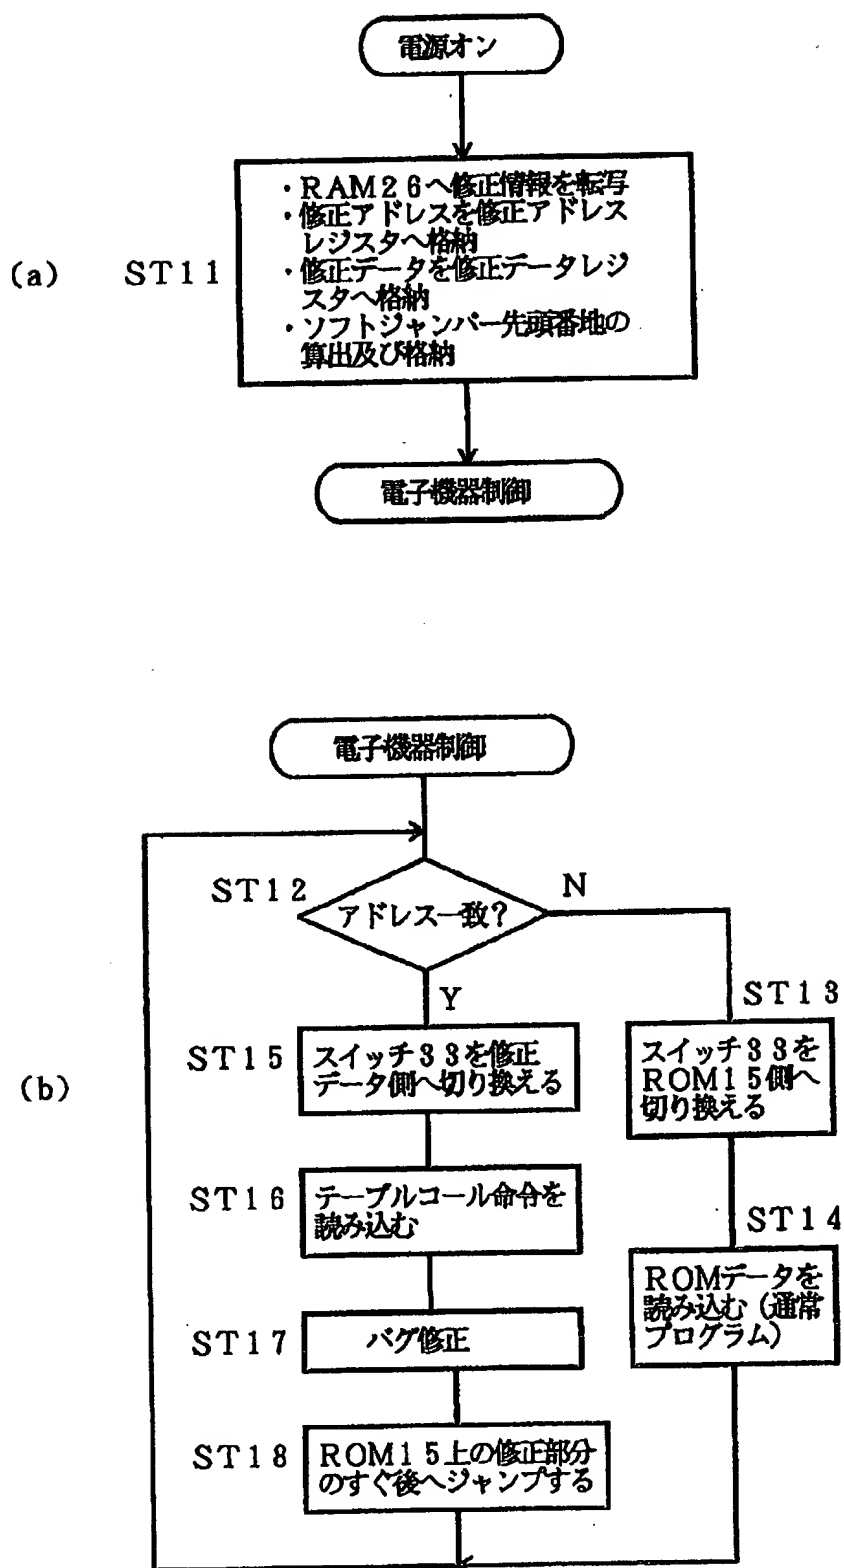 電源オン
(a)
ST11
・RAM26へ修正情報を転写
・修正アドレスを修正アドレス
レジスタへ格納
・修正データを修正データレジ
スタへ格納
・ソフトジャンパー先頭番地の
算出及び格納
電子機器制御
(b)
電子機器制御
ST12
アドレス一致?
N
Y
ST13
スイッチ33を
ROM15側へ
切り換える
ST15
スイッチ33を修正
データ側へ切り換える
ST16
テーブルコール命令を
読み込む
ST14
ROMデータを
読み込む(通常
プログラム)
ST17
バグ修正
ST18
ROM15上の修正部分
のすぐ後へジャンプする